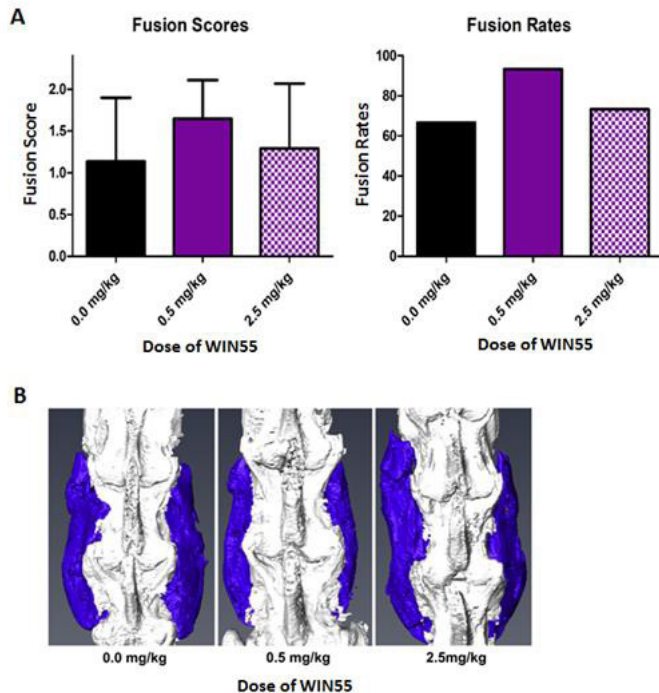 A
Fusion Scores
Fusion Score
2.0
1.5
1.0
0.5
0.0
0.0 mg/kg
0.5 mg/kg
2.5 mg/kg
Dose of WIN55
Fusion Rates
Fusion Rates
100
80
60
40
20
0
0.0 mg/kg
0.5 mg/kg
2.5 mg/kg
Dose of WIN55
B
0.0 mg/kg
0.5 mg/kg
2.5mg/kg
Dose of WIN55